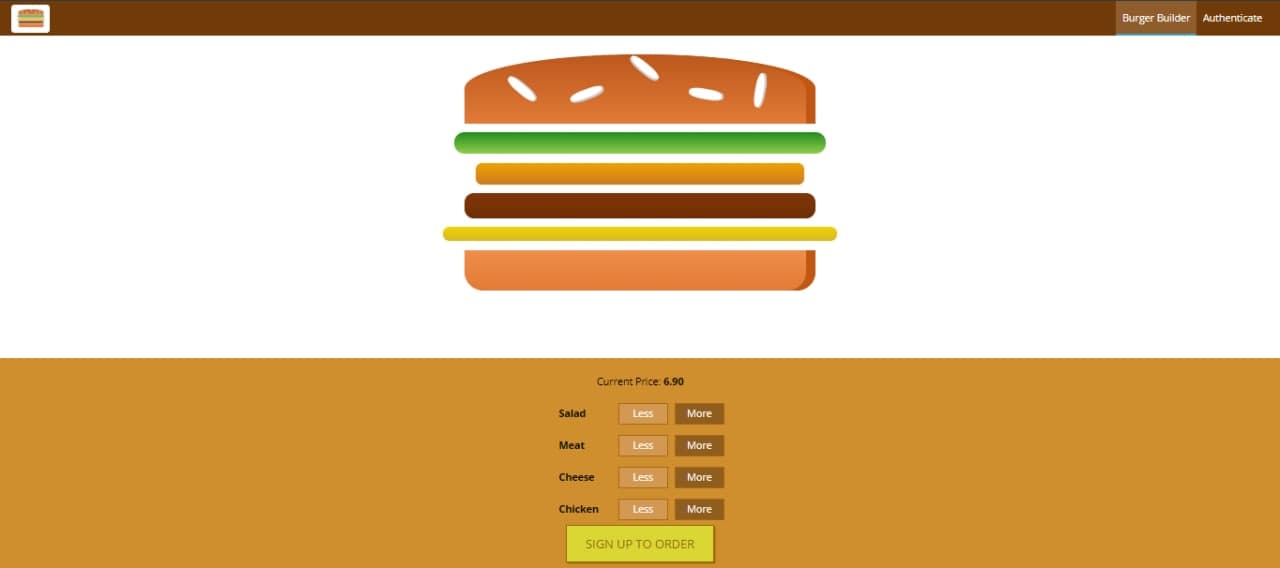 Burger Builder Authenticate
Current Price: 6.90
Salad Less More
Meat Less More
Cheese Less More
Chicken Less More
SIGN UP TO ORDER